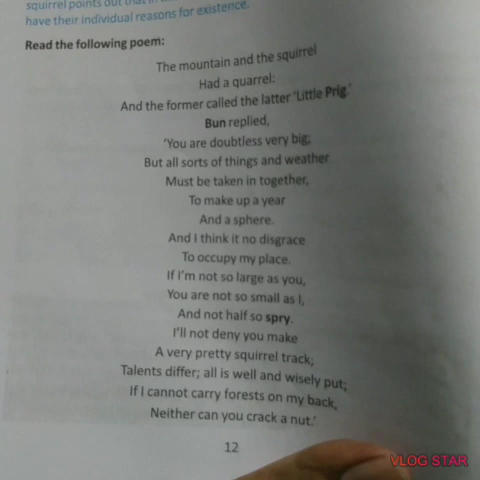 squirrel points out that in
have their individual reasons for existence.
Read the following poem:
The mountain and the squirrel
Had a quarrel:
And the former called the latter 'Little Prig.'
Bun replied,
'You are doubtless very big;
But all sorts of things and weather
Must be taken in together,
To make up a year
And a sphere.
And I think it no disgrace
To occupy my place.
If I'm not so large as you,
You are not so small as I,
And not half so spry.
I'll not deny you make
A very pretty squirrel track;
Talents differ; all is well and wisely put;
If I cannot carry forests on my back,
Neither can you crack a nut.'
12
VLOG STAR